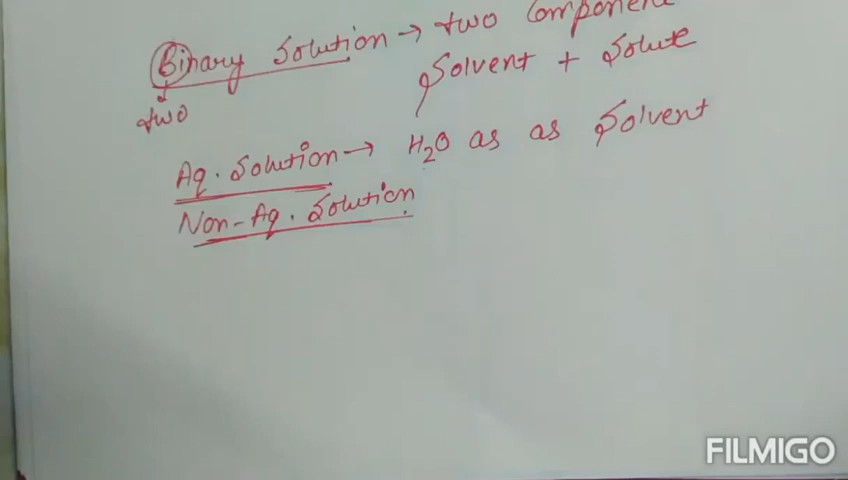 Binary Solution → two Component
Solvent + Solute
two
Aq. Solution → H₂O as as Solvent
Non-Aq. Solution
FILMIGO